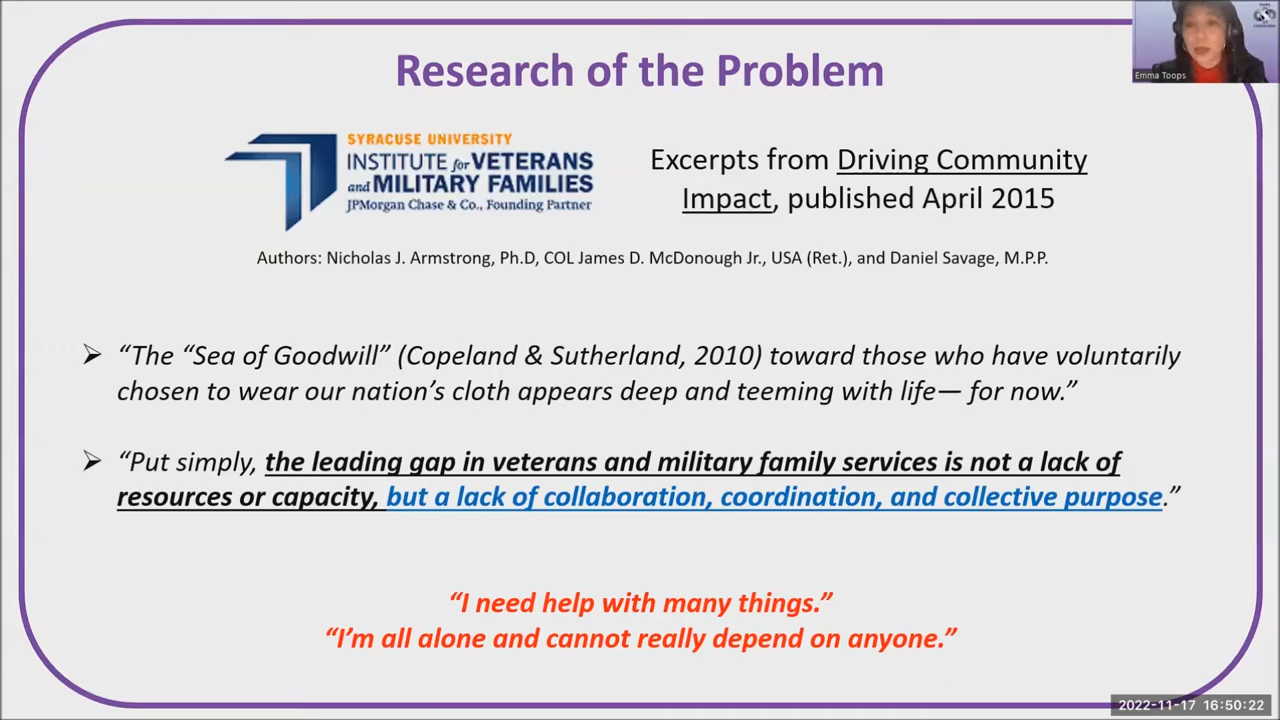 Research of the Problem
Emma Toops
SYRACUSE UNIVERSITY
INSTITUTE for VETERANS
and MILITARY FAMILIES
JPMorgan Chase & Co., Founding Partner
Excerpts from Driving Community
Impact, published April 2015
Authors: Nicholas J. Armstrong, Ph.D, COL James D. McDonough Jr., USA (Ret.), and Daniel Savage, M.P.P.
➢ “The “Sea of Goodwill” (Copeland & Sutherland, 2010) toward those who have voluntarily
chosen to wear our nation’s cloth appears deep and teeming with life— for now.”
➢ “Put simply, the leading gap in veterans and military family services is not a lack of
resources or capacity, but a lack of collaboration, coordination, and collective purpose.”
“I need help with many things.”
“I’m all alone and cannot really depend on anyone.”
2022-11-17 16:50:22